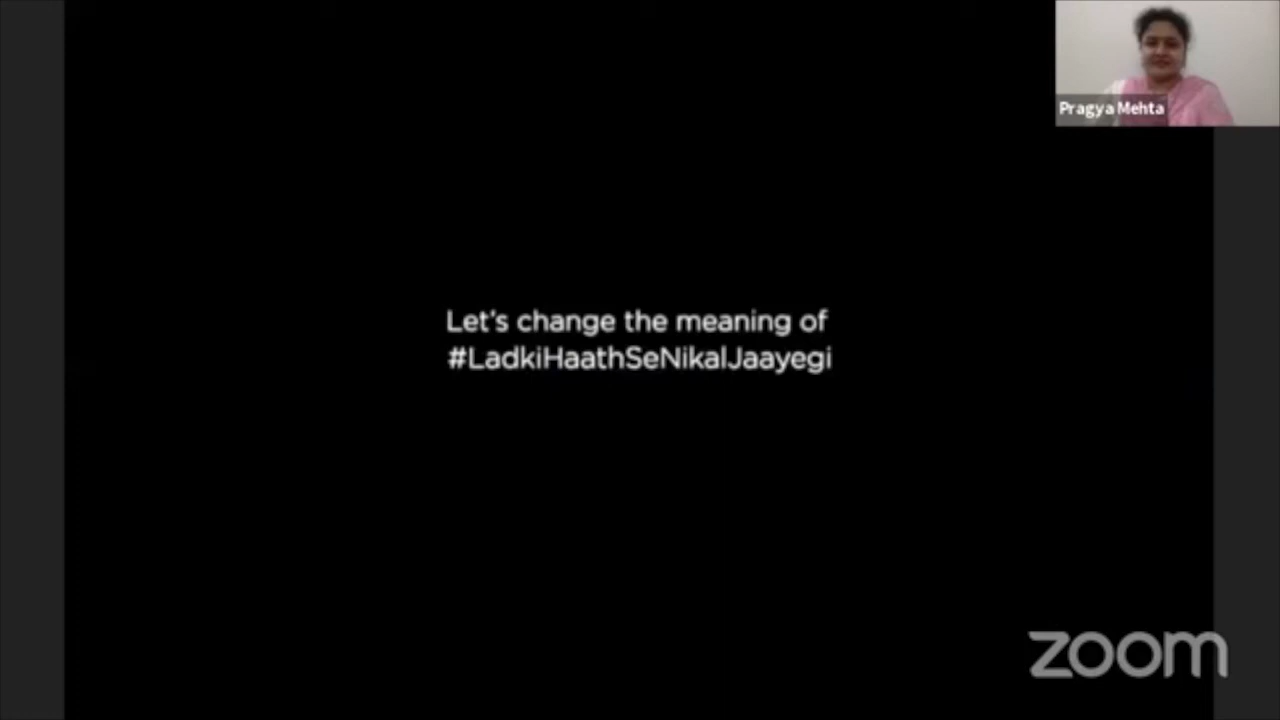 Pragya Mehta
Let's change the meaning of
#LadkiHaathSeNikalJaayegi
zoom